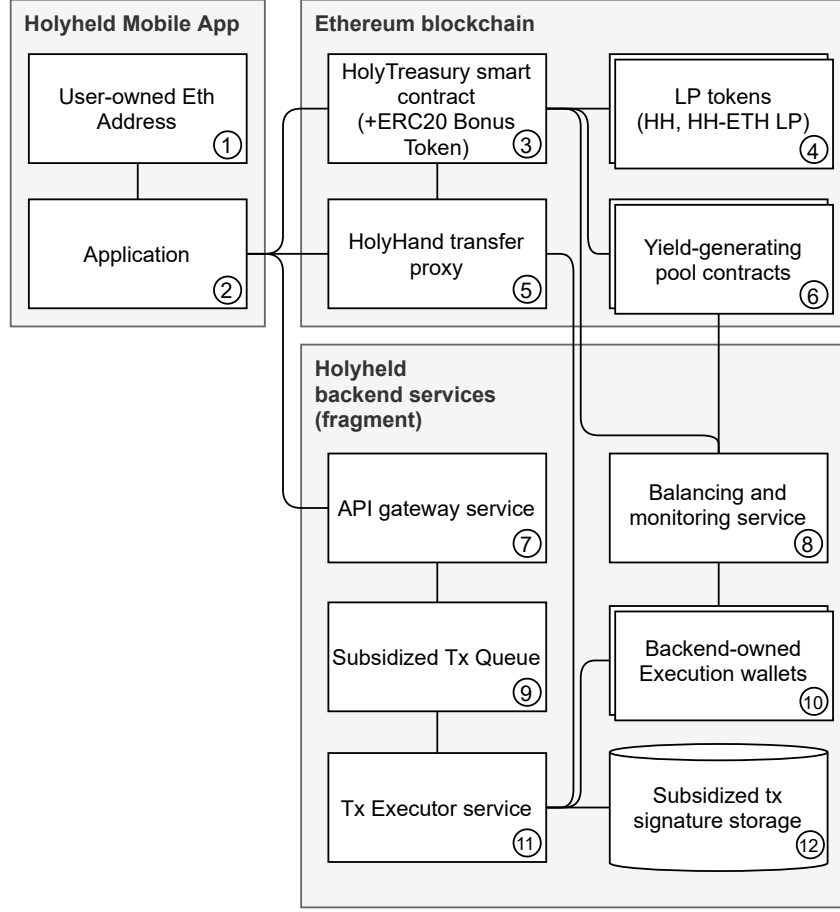 Holyheld Mobile App
User-owned Eth
Address
1
Application
2
Ethereum blockchain
HolyTreasury smart
contract
(+ERC20 Bonus
Token)
3
LP tokens
(HH, HH-ETH LP)
4
HolyHand transfer
proxy
5
Yield-generating
pool contracts
6
Holyheld
backend services
(fragment)
API gateway service
7
Balancing and
monitoring service
8
Subsidized Tx Queue
9
Backend-owned
Execution wallets
10
Tx Executor service
11
Subsidized tx
signature storage
12